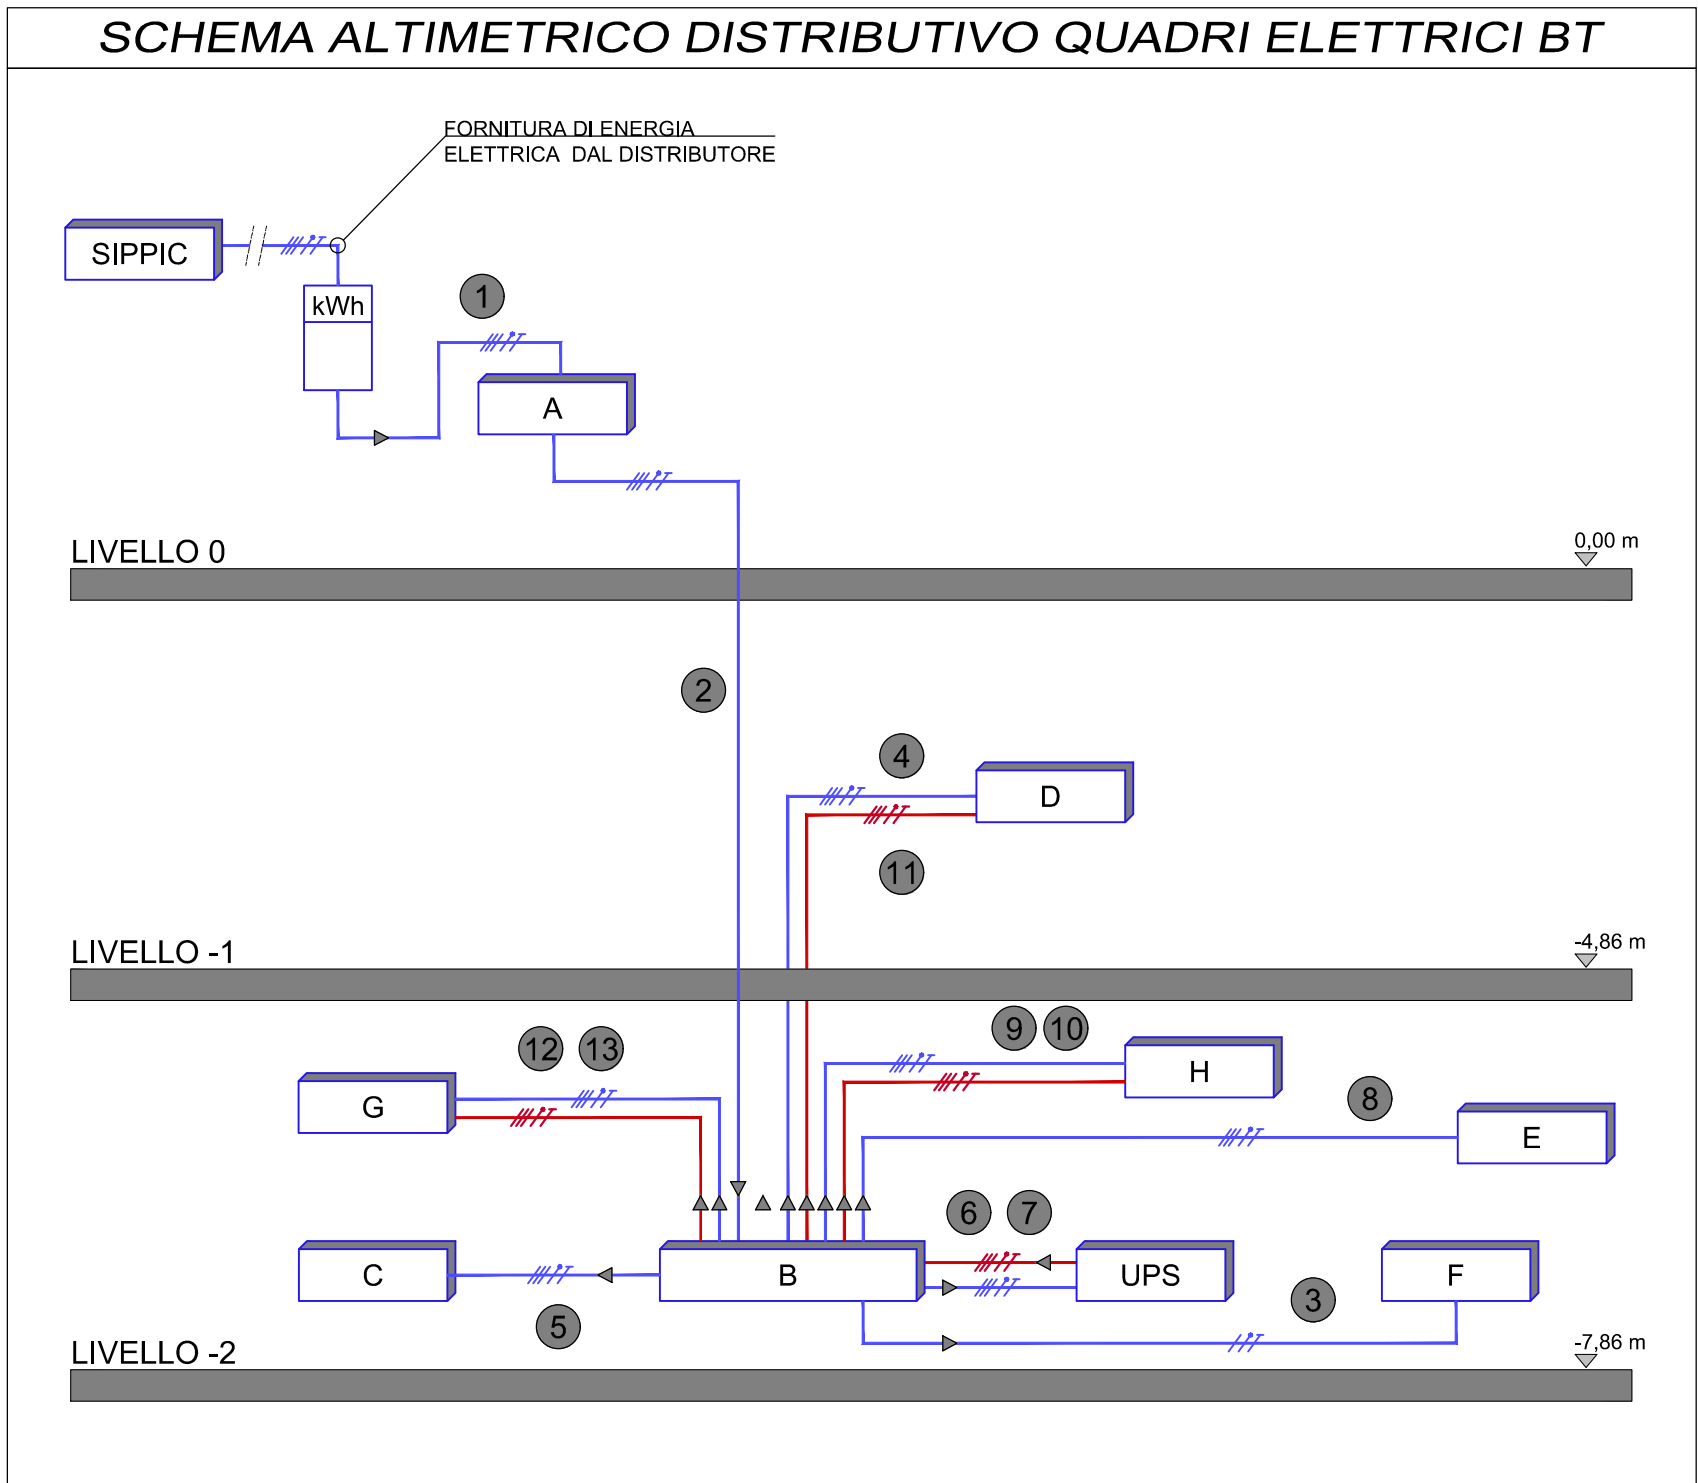 SCHEMA ALTIMETRICO DISTRIBUTIVO QUADRI ELETTRICI BT
FORNITURA DI ENERGIA
ELETTRICA DAL DISTRIBUTORE
SIPPIC
kWh
1
A
LIVELLO 0
0,00 m
2
4
D
11
LIVELLO -1
-4,86 m
9
10
12
13
H
G
8
E
6
7
C
B
UPS
F
3
5
LIVELLO -2
-7,86 m